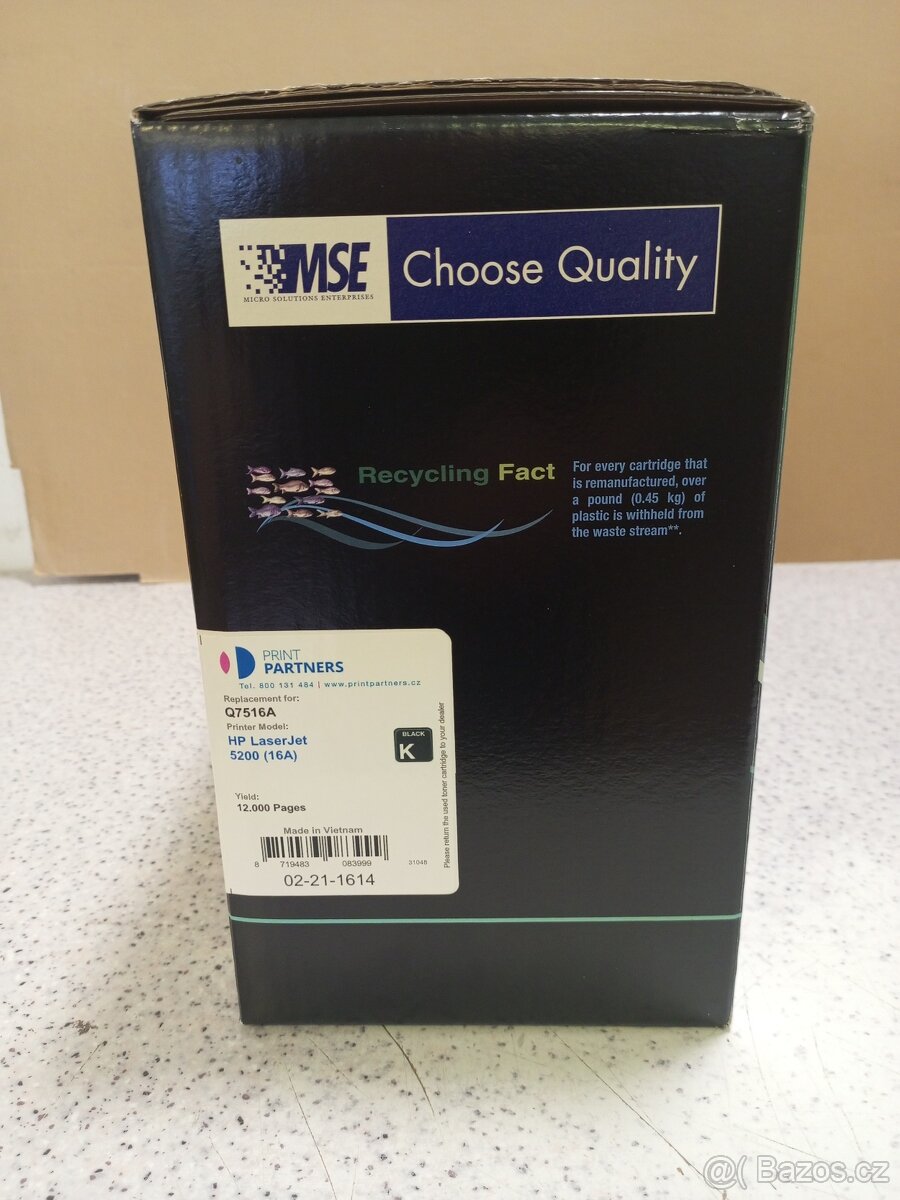 MSE
MICRO SOLUTIONS ENTERPRISES
Choose Quality
Recycling Fact
For every cartridge that
is remanufactured, over
a pound (0.45 kg) of
plastic is withheld from
the waste stream**.
PRINT
PARTNERS
Tel. 800 131 484 | www.printpartners.cz
Replacement for:
Q7516A
Printer Model:
HP LaserJet
5200 (16A)
BLACK
K
Yield:
12.000 Pages
Made in Vietnam
8 719483 083999 31048
02-21-1614
Please return the used toner cartridge to your dealer
@( Bazos.cz